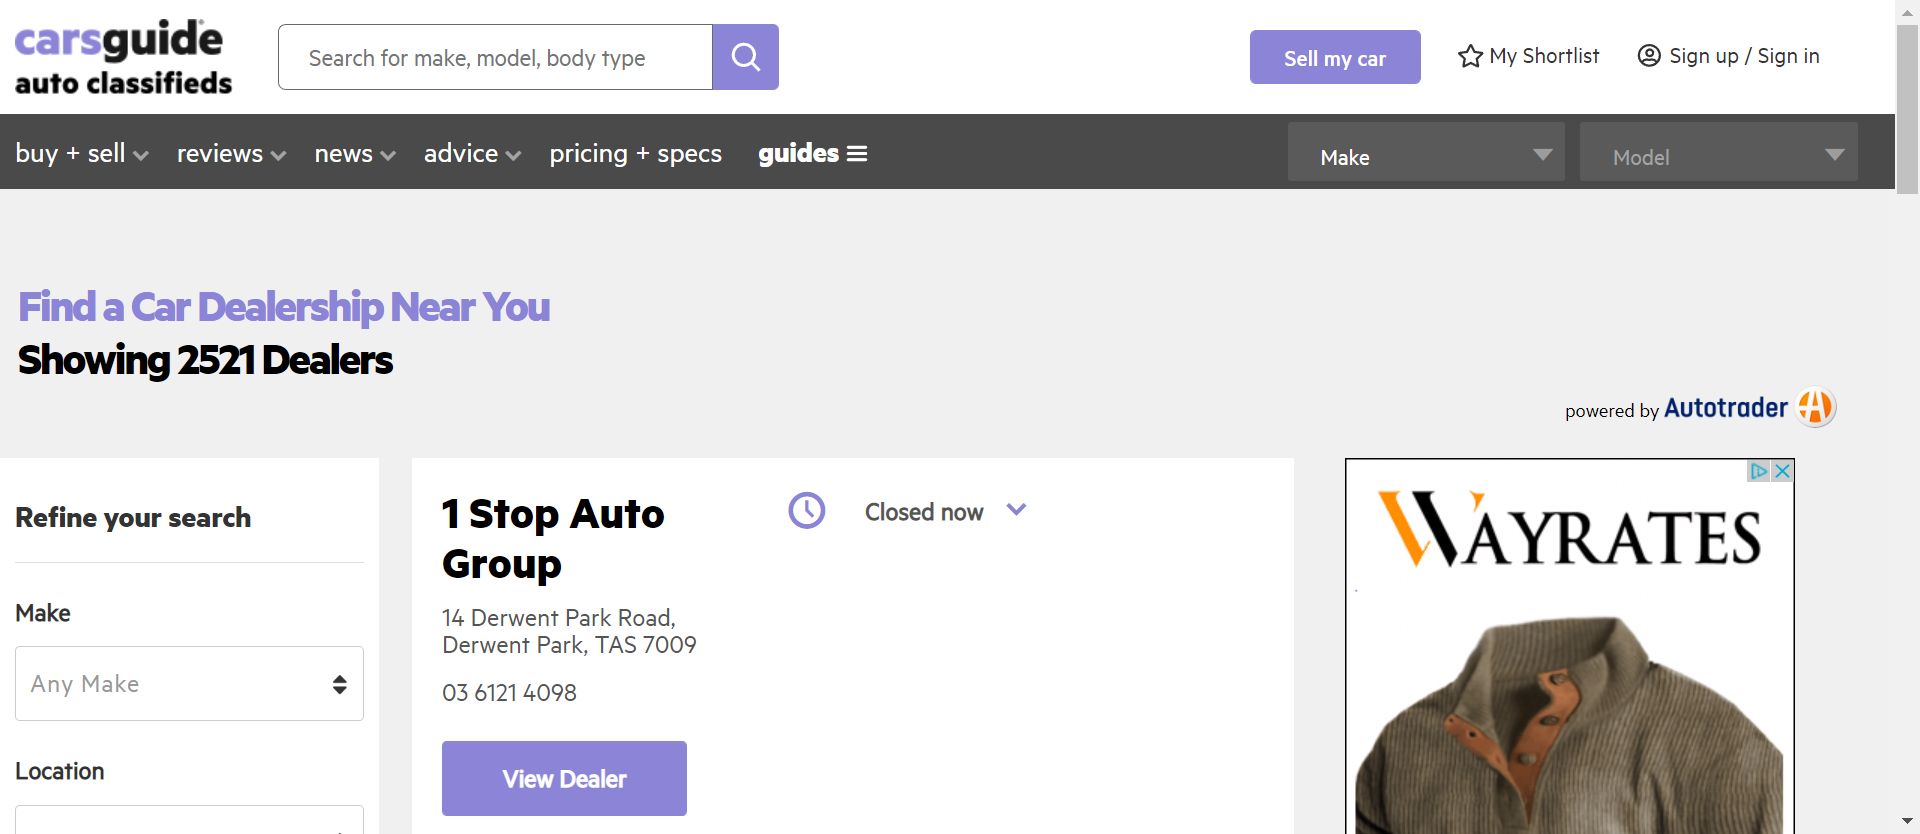 carsguide
auto classifieds
Search for make, model, body type
Sell my car
My Shortlist
Sign up / Sign in
buy + sell
reviews
news
advice
pricing + specs
guides
Make
Model
Find a Car Dealership Near You
Showing 2521 Dealers
powered by Autotrader
Refine your search
Make
Any Make
Location
1 Stop Auto
Group
14 Derwent Park Road,
Derwent Park, TAS 7009
03 6121 4098
View Dealer
Closed now
WAYRATES